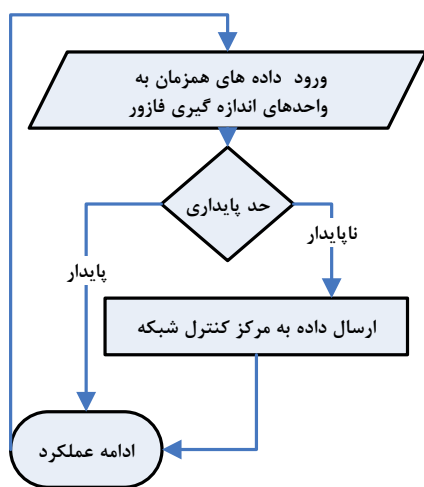 ورود داده های همزمان به
واحدهای اندازه گیری فازور
حد پایداری
ناپایدار
پایدار
ارسال داده به مرکز کنترل شبکه
ادامه عملکرد